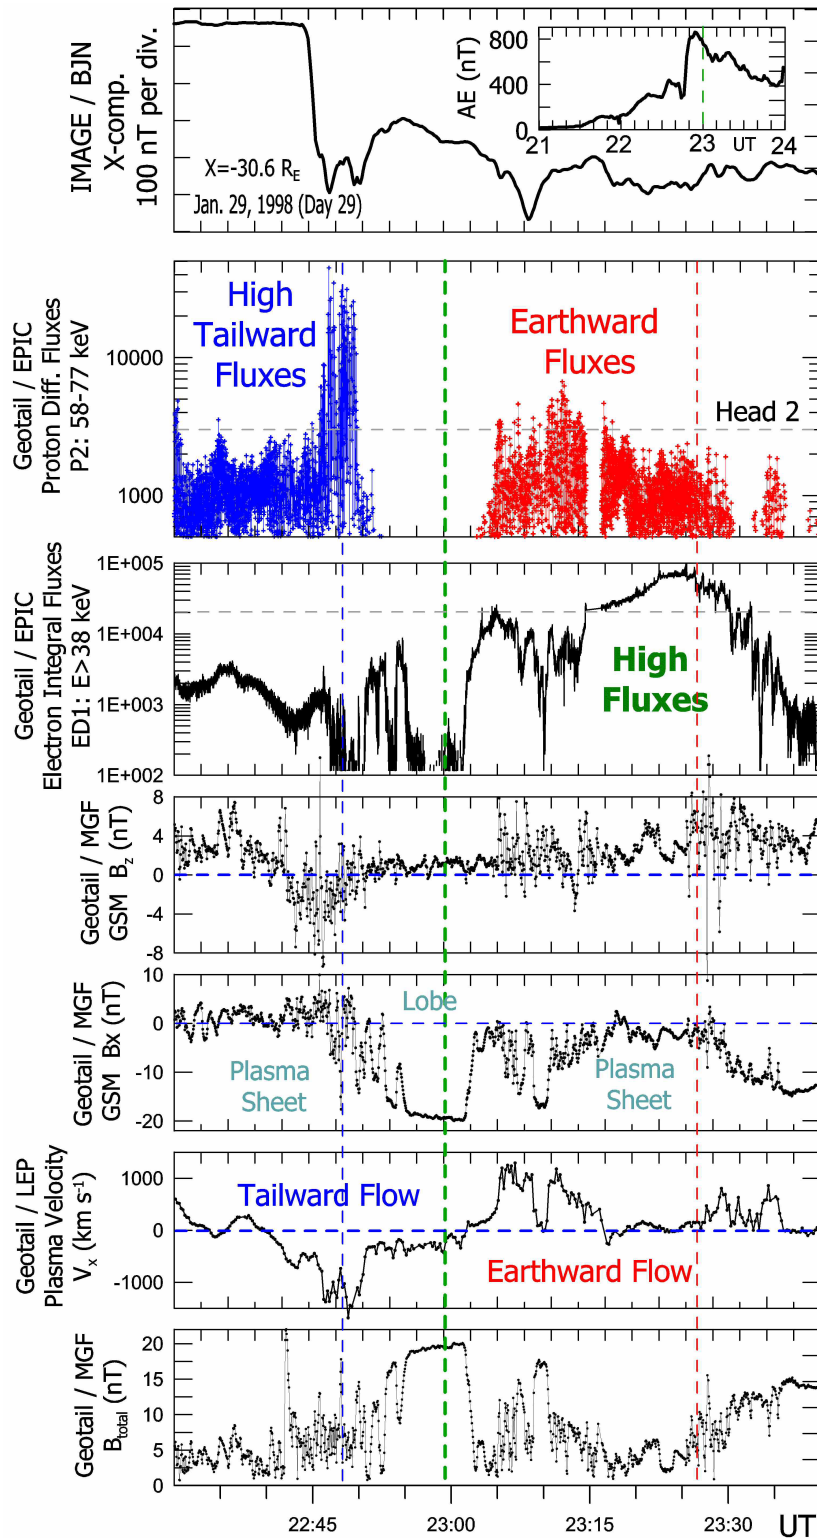 IMAGE / BJN
X-comp.
100 nT per div.
X=-30.6 RE
Jan. 29, 1998 (Day 29)
AE (nT)
800
400
0
21
22
23
UT
24
Geotail / EPIC
Proton Diff. Fluxes
P2: 58-77 keV
10000
1000
High
Tailward
Fluxes
Earthward
Fluxes
Head 2
Geotail / EPIC
Electron Integral Fluxes
ED1: E>38 keV
1E+005
1E+004
1E+003
1E+002
High
Fluxes
Geotail / MGF
GSM Bz (nT)
8
4
0
-4
-8
Geotail / MGF
GSM Bx (nT)
10
0
-10
-20
Lobe
Plasma
Sheet
Plasma
Sheet
Geotail / LEP
Plasma Velocity
Vx (km s⁻¹)
1000
0
-1000
Tailward Flow
Earthward Flow
Geotail / MGF
Btotal (nT)
20
15
10
5
0
22:45
23:00
23:15
23:30
UT